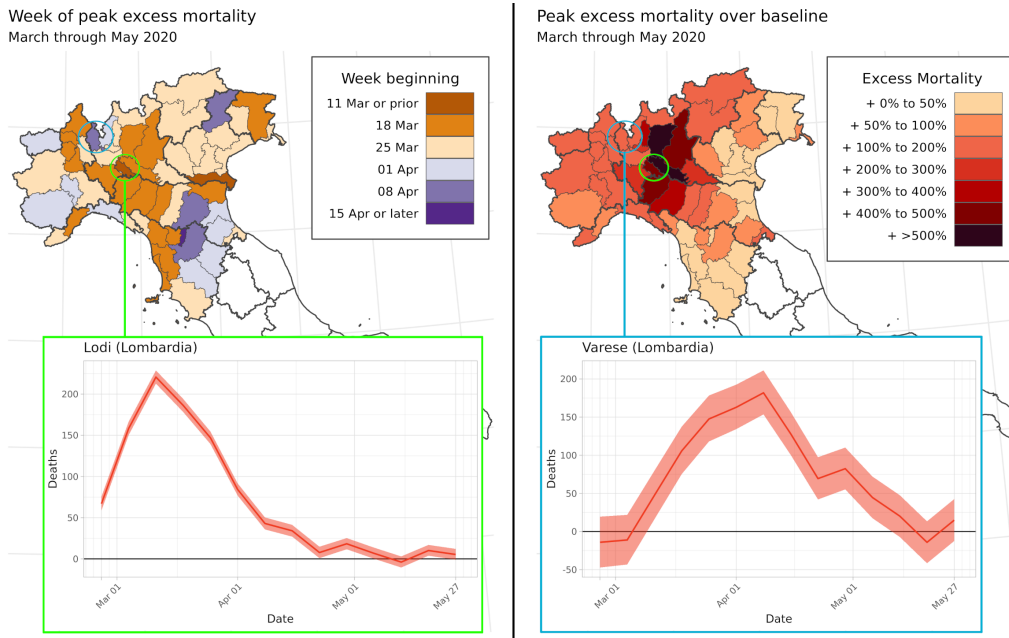 Week of peak excess mortality
March through May 2020
Week beginning
11 Mar or prior
18 Mar
25 Mar
01 Apr
08 Apr
15 Apr or later
Lodi (Lombardia)
200
150
100
50
0
Deaths
Mar 01
Apr 01
May 01
May 27
Date
Peak excess mortality over baseline
March through May 2020
Excess Mortality
+ 0% to 50%
+ 50% to 100%
+ 100% to 200%
+ 200% to 300%
+ 300% to 400%
+ 400% to 500%
+ >500%
Varese (Lombardia)
200
150
100
50
0
-50
Deaths
Mar 01
Apr 01
May 01
May 27
Date